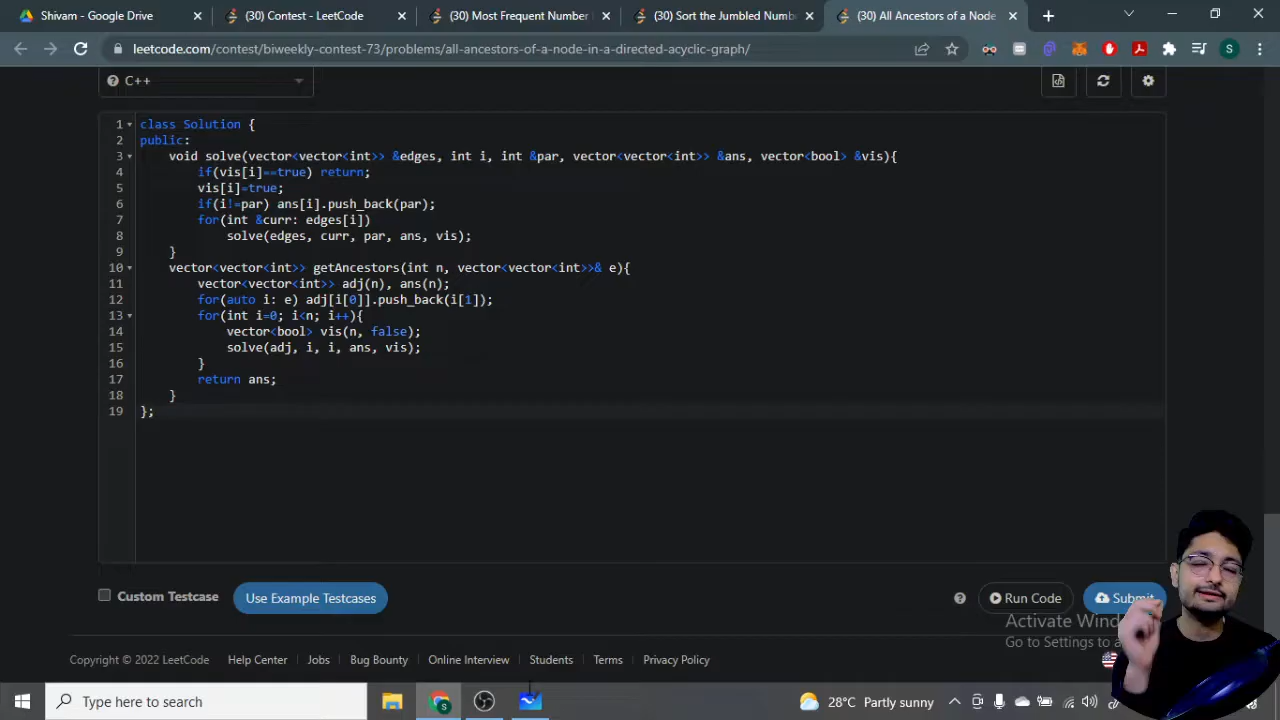 Shivam - Google Drive
(30) Contest - LeetCode
(30) Most Frequent Number
(30) Sort the Jumbled Numb
(30) All Ancestors of a Node
leetcode.com/contest/biweekly-contest-73/problems/all-ancestors-of-a-node-in-a-directed-acyclic-graph/
S
C++
1 class Solution {
2 public:
3 void solve(vector<vector<int>> &edges, int i, int &par, vector<vector<int>> &ans, vector<bool> &vis){
4 if(vis[i]==true) return;
5 vis[i]=true;
6 if(i!=par) ans[i].push_back(par);
7 for(int &curr: edges[i])
8 solve(edges, curr, par, ans, vis);
9 }
10 vector<vector<int>> getAncestors(int n, vector<vector<int>>& e){
11 vector<vector<int>> adj(n), ans(n);
12 for(auto i: e) adj[i[0]].push_back(i[1]);
13 for(int i=0; i<n; i++){
14 vector<bool> vis(n, false);
15 solve(adj, i, i, ans, vis);
16 }
17 return ans;
18 }
19 };
Custom Testcase
Use Example Testcases
Run Code
Submit
Activate Wind
Go to Settings to a
Copyright © 2022 LeetCode
Help Center
Jobs
Bug Bounty
Online Interview
Students
Terms
Privacy Policy
Type here to search
28°C Partly sunny